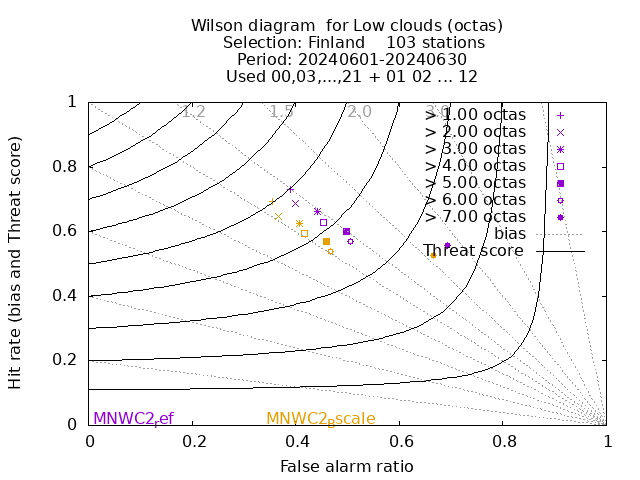 Wilson diagram for Low clouds (octas)
Selection: Finland 103 stations
Period: 20240601-20240630
Used 00,03,...,21 + 01 02 ... 12
Hit rate (bias and Threat score)
1
0.8
0.6
0.4
0.2
0
1.2
1.5
2.0
3.0
> 1.00 octas
> 2.00 octas
> 3.00 octas
> 4.00 octas
> 5.00 octas
> 6.00 octas
> 7.00 octas
bias
Threat score
MNWC2ref
MNWC2Bscale
0
0.2
0.4
0.6
0.8
1
False alarm ratio